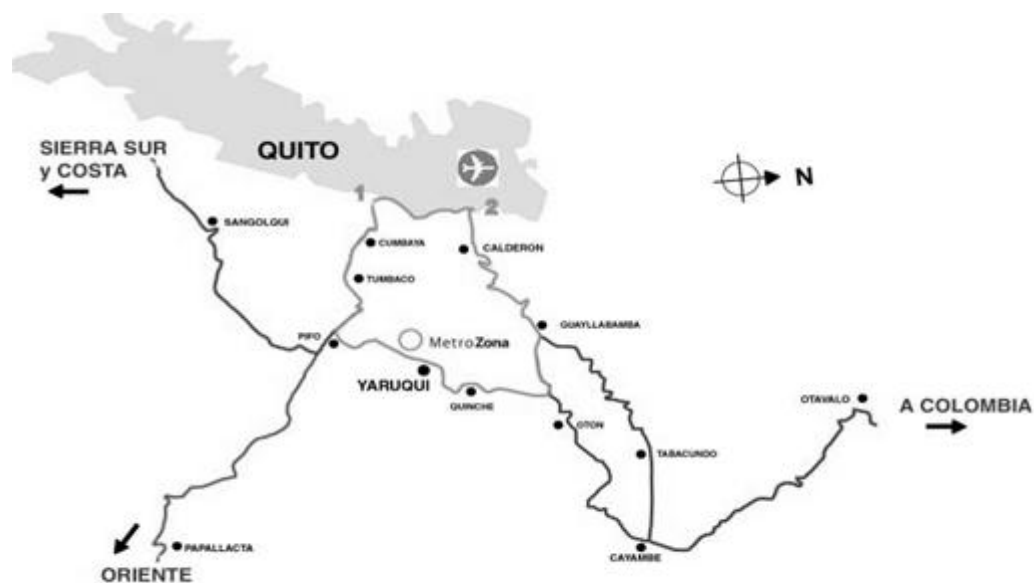 SIERRA SUR
y COSTA
QUITO
N
1
2
SANGOLQUI
CUMBAYA
CALDERON
TUMBACO
GUAYLLABAMBA
PIFO
MetroZona
YARUQUI
QUINCHE
OTAVALO
A COLOMBIA
OTON
TABACUNDO
PAPALLACTA
CAYAMBE
ORIENTE